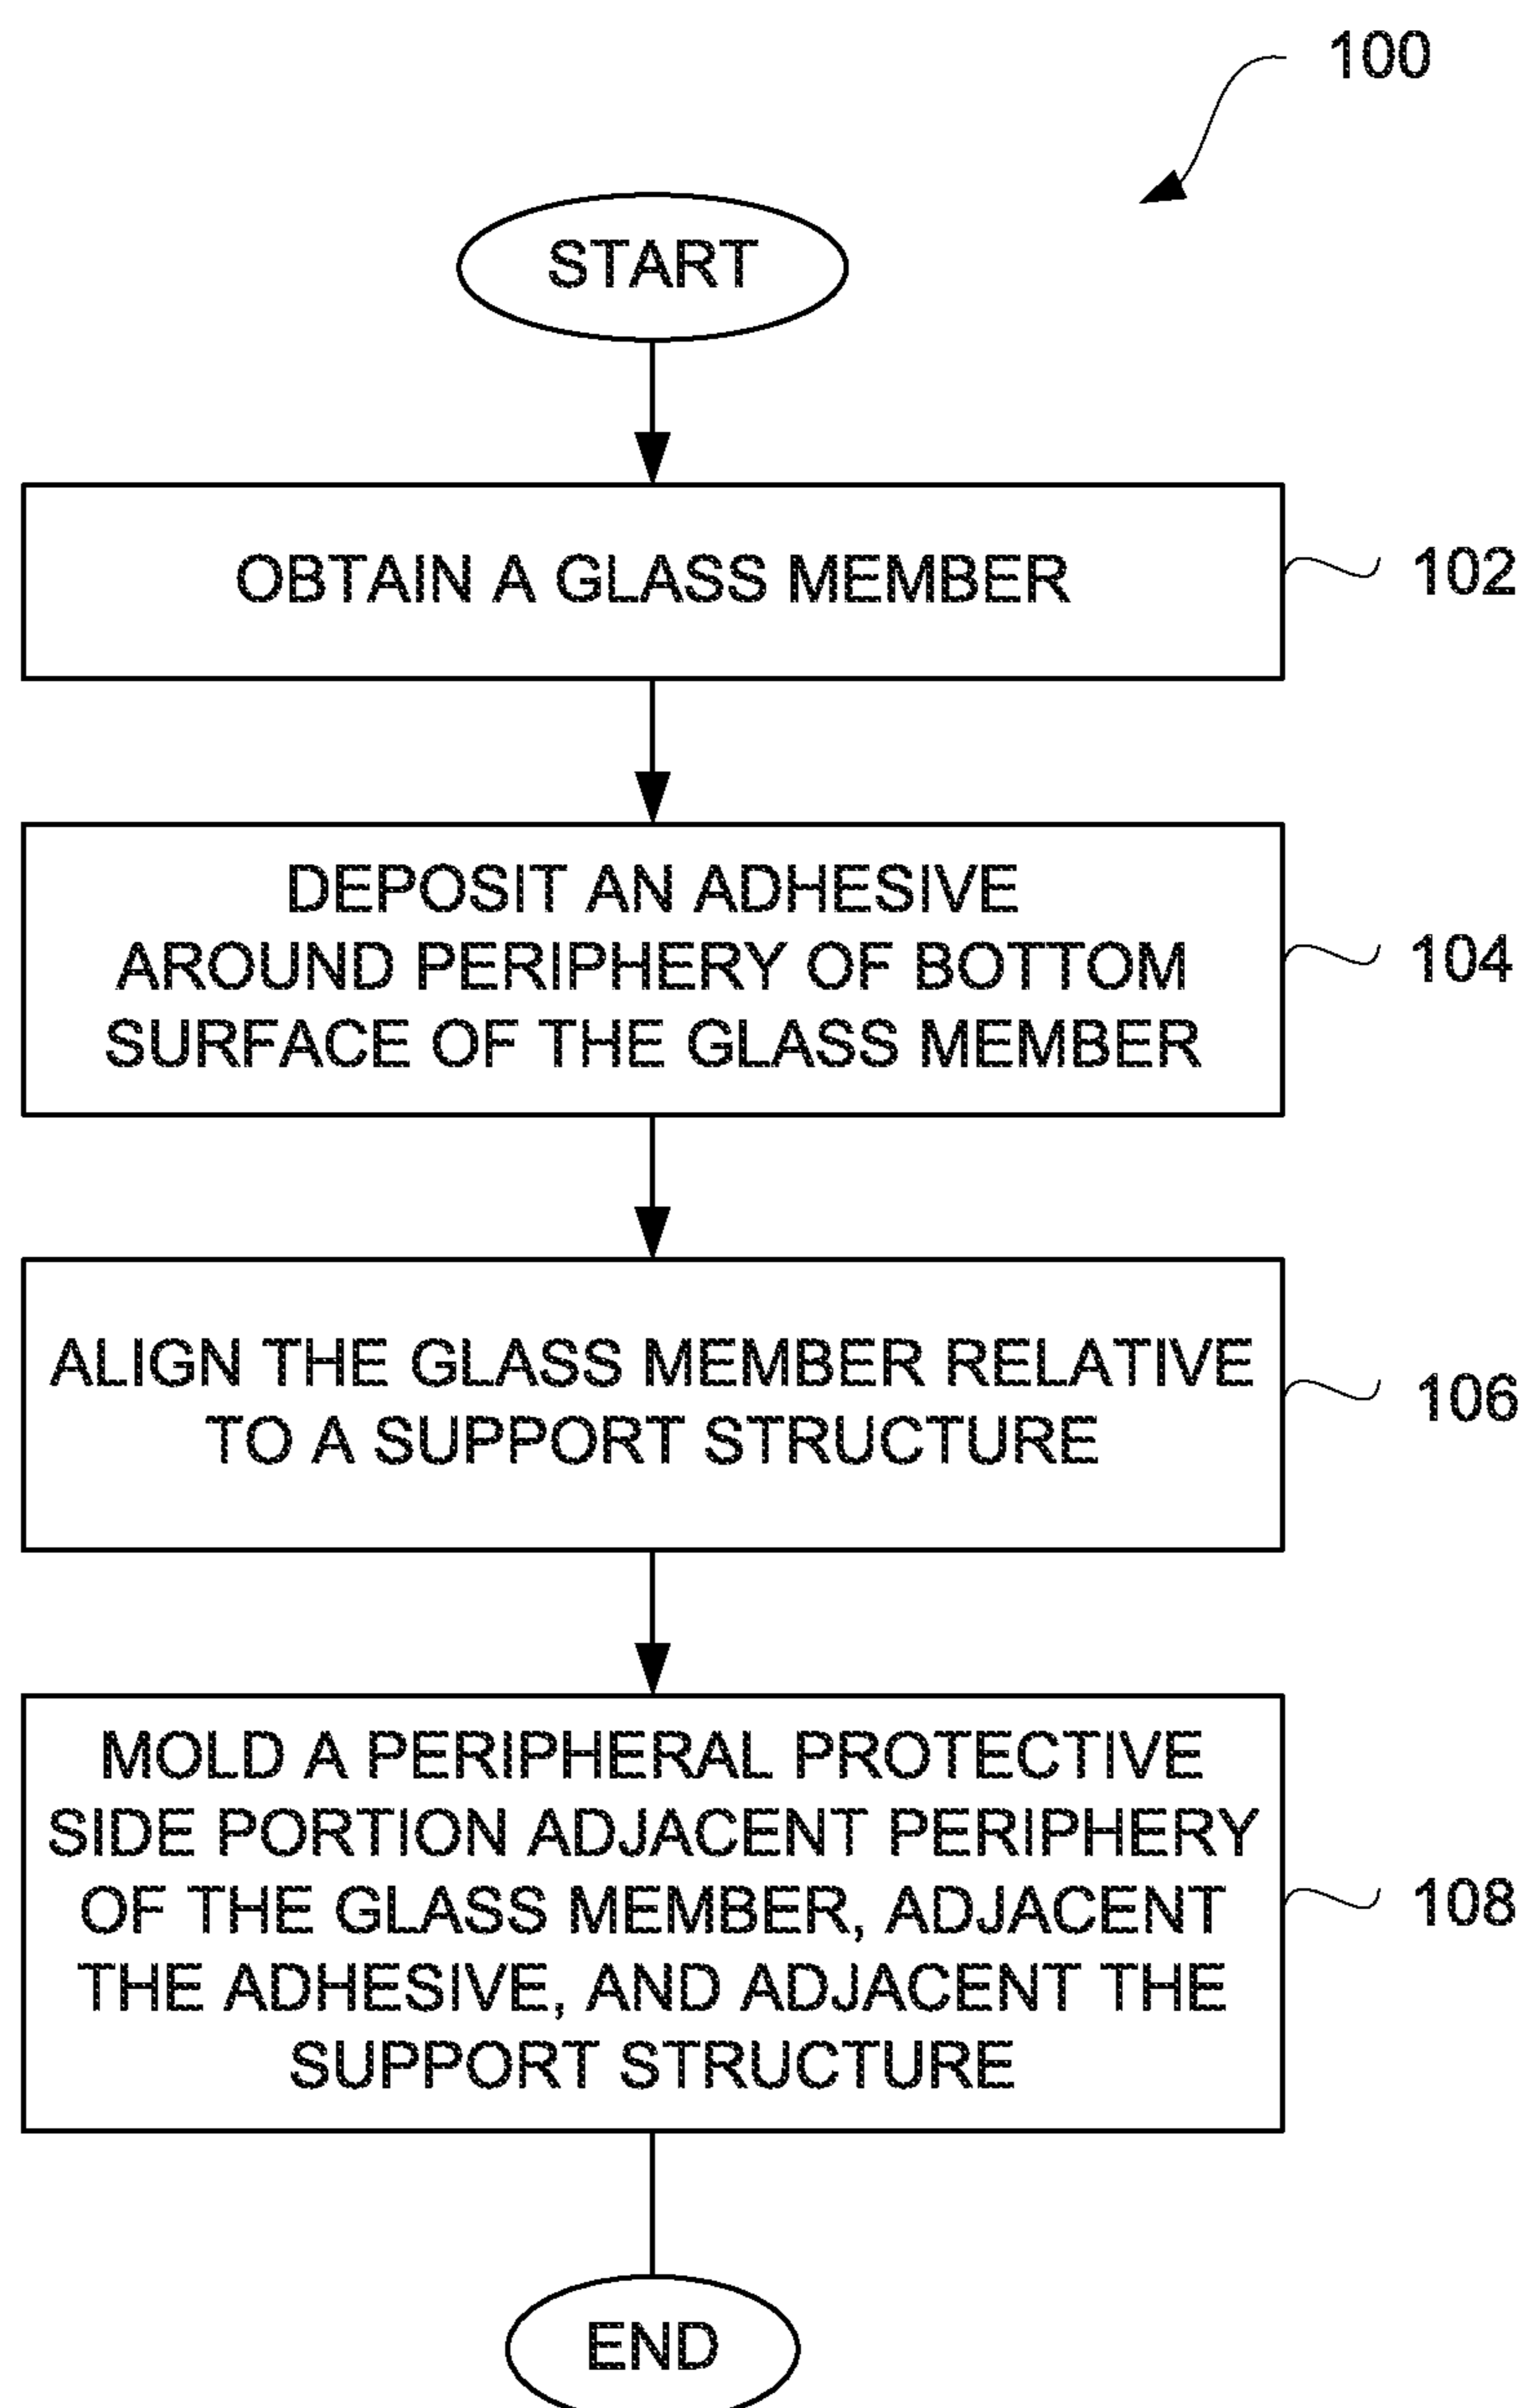 100
START
OBTAIN A GLASS MEMBER
102
DEPOSIT AN ADHESIVE
AROUND PERIPHERY OF BOTTOM
SURFACE OF THE GLASS MEMBER
104
ALIGN THE GLASS MEMBER RELATIVE
TO A SUPPORT STRUCTURE
106
MOLD A PERIPHERAL PROTECTIVE
SIDE PORTION ADJACENT PERIPHERY
OF THE GLASS MEMBER, ADJACENT
THE ADHESIVE, AND ADJACENT THE
SUPPORT STRUCTURE
108
END